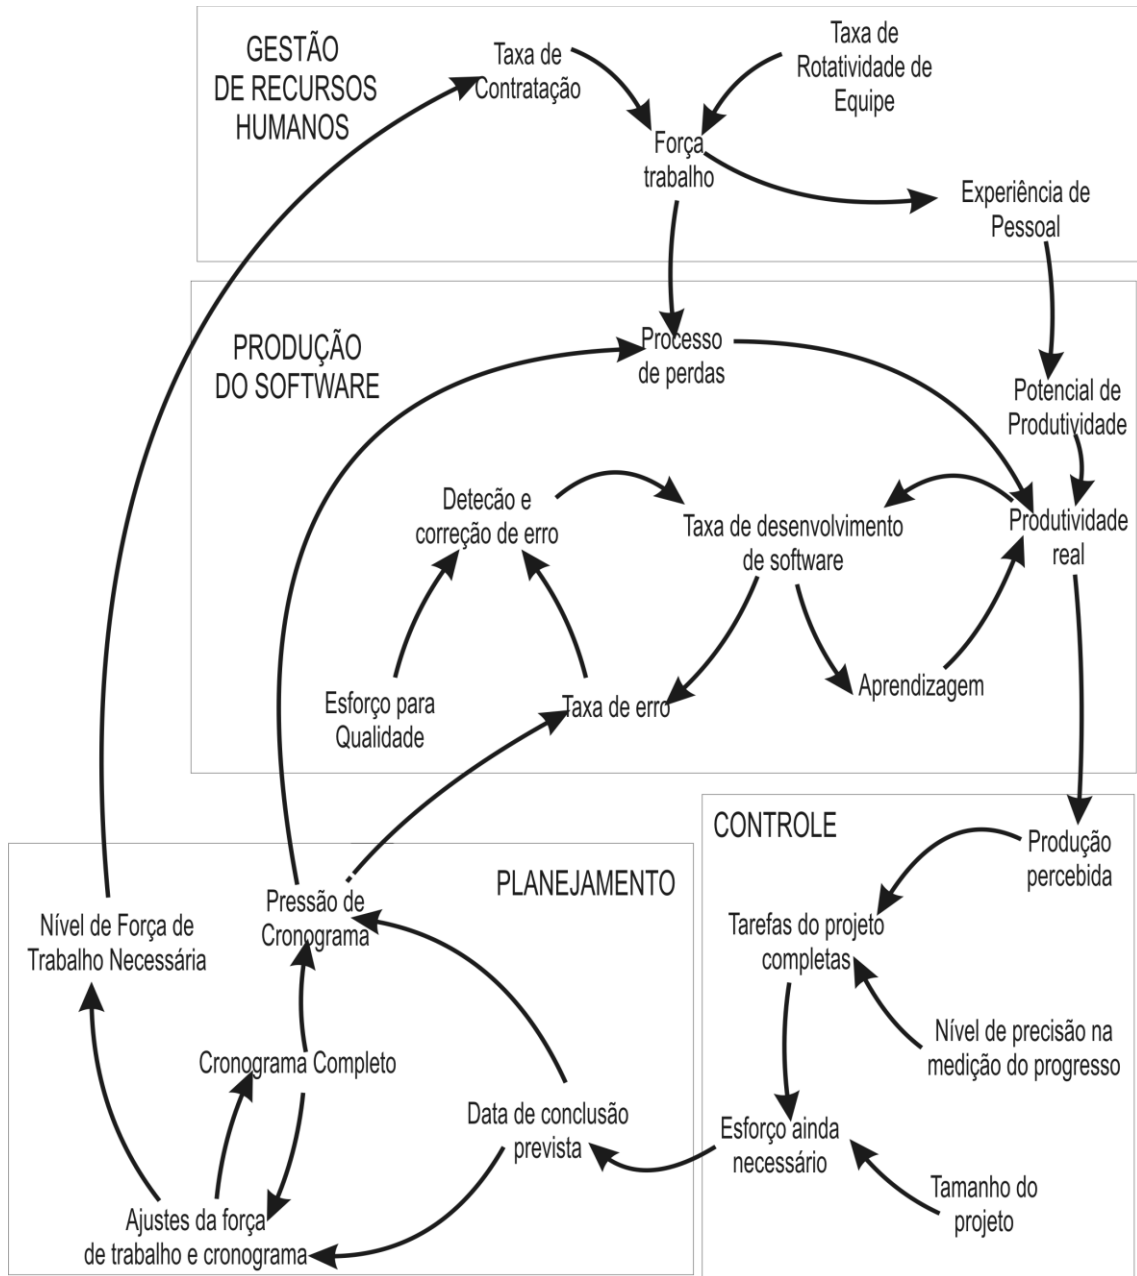 GESTÃO
DE RECURSOS
HUMANOS
Taxa de
Contratação
Taxa de
Rotatividade de
Equipe
Força
trabalho
Experiência de
Pessoal
PRODUÇÃO
DO SOFTWARE
Processo
de perdas
Potencial de
Produtividade
Detecão e
correção de erro
Taxa de desenvolvimento
de software
Produtividade
real
Esforço para
Qualidade
Taxa de erro
Aprendizagem
CONTROLE
Produção
percebida
Tarefas do projeto
completas
Nível de precisão na
medição do progresso
Esforço ainda
necessário
Tamanho do
projeto
PLANEJAMENTO
Pressão de
Cronograma
Nível de Força de
Trabalho Necessária
Cronograma Completo
Data de conclusão
prevista
Ajustes da força
de trabalho e cronograma